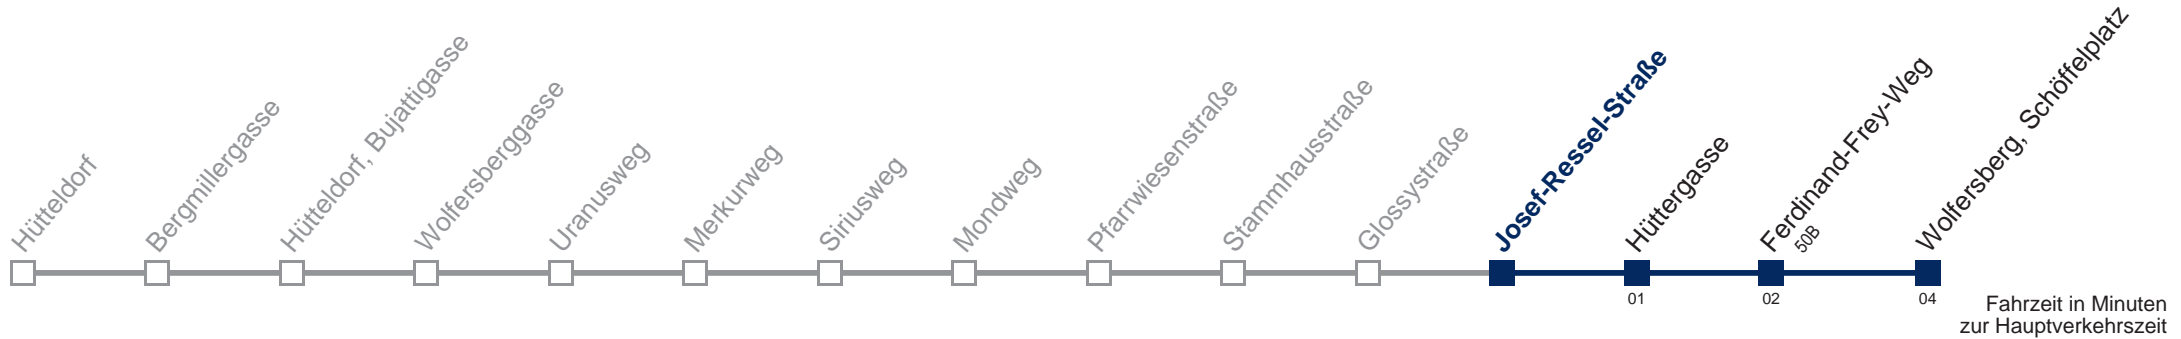 Hütteldorf
Bergmillergasse
Hütteldorf, Bujattigasse
Wolfersberggasse
Uranusweg
Merkurweg
Siriusweg
Mondweg
Pfarrwiesenstraße
Stammhausstraße
Glossystraße
Josef-Ressel-Straße
Hüttergasse
Ferdinand-Frey-Weg
50B
Wolfersberg, Schöffelplatz
01
02
04
Fahrzeit in Minuten
zur Hauptverkehrszeit